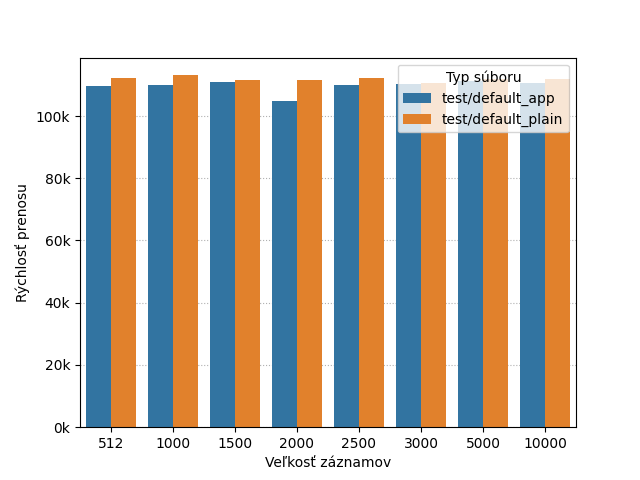 Typ súboru
test/default_app
test/default_plain
100k
80k
60k
40k
20k
0k
Rýchlosť prenosu
512 1000 1500 2000 2500 3000 5000 10000
Veľkosť záznamov